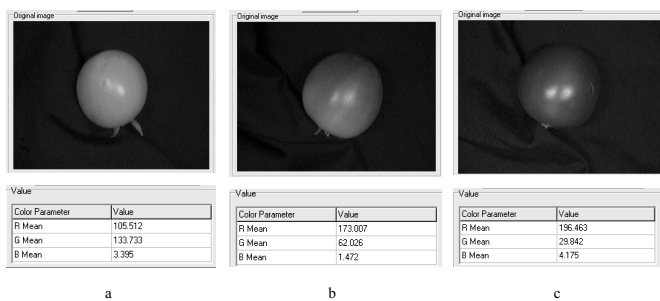 Original image
Value
Color Parameter Value
R Mean 105.512
G Mean 133.733
B Mean 3.395
a
Original image
Value
Color Parameter Value
R Mean 173.007
G Mean 62.026
B Mean 1.472
b
Original image
Value
Color Parameter Value
R Mean 196.463
G Mean 29.842
B Mean 4.175
c